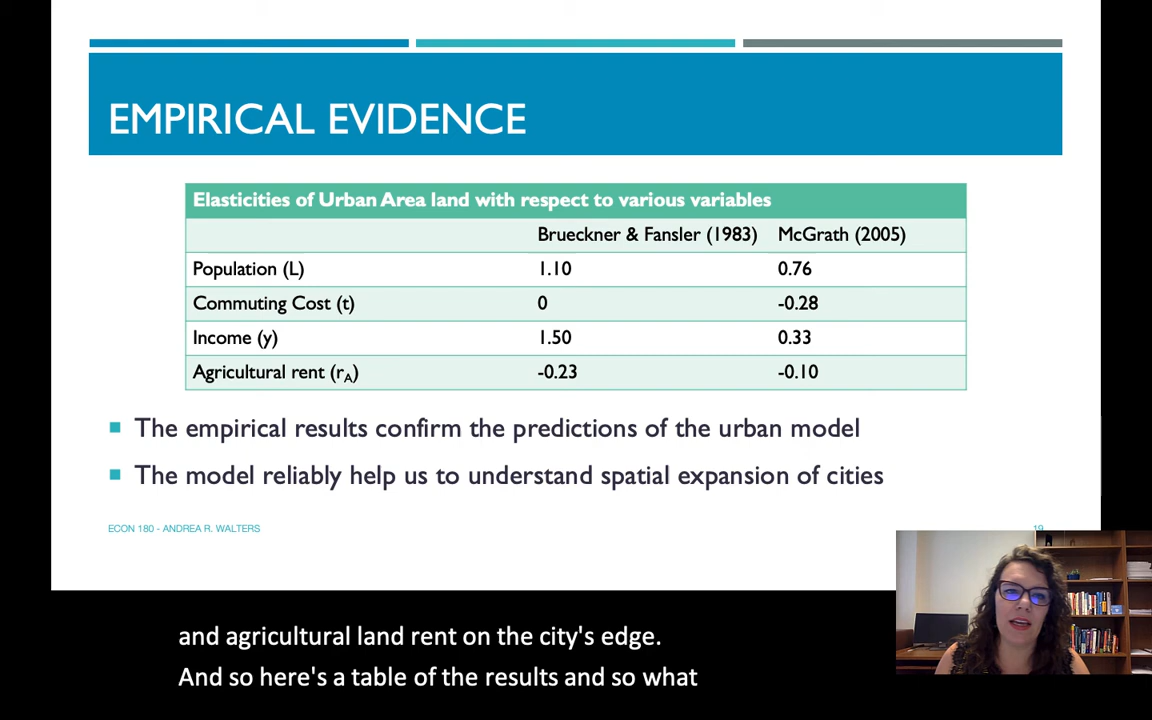 EMPIRICAL EVIDENCE
Elasticities of Urban Area land with respect to various variables
Brueckner & Fansler (1983) McGrath (2005)
Population (L) 1.10 0.76
Commuting Cost (t) 0 -0.28
Income (y) 1.50 0.33
Agricultural rent (rA) -0.23 -0.10
The empirical results confirm the predictions of the urban model
The model reliably help us to understand spatial expansion of cities
ECON 180 - ANDREA R. WALTERS
19
and agricultural land rent on the city's edge.
And so here's a table of the results and so what